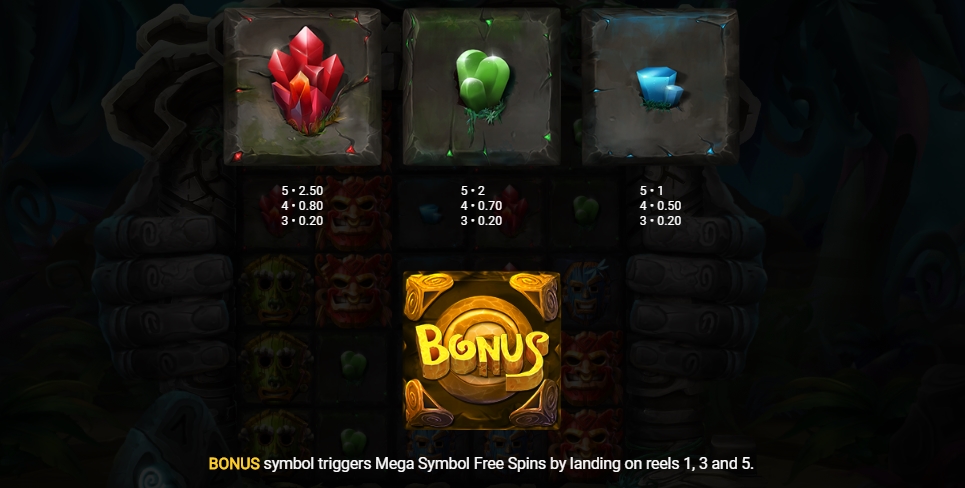 5 • 2.50
4 • 0.80
3 • 0.20
5 • 2
4 • 0.70
3 • 0.20
5 • 1
4 • 0.50
3 • 0.20
BONUS
BONUS symbol triggers Mega Symbol Free Spins by landing on reels 1, 3 and 5.